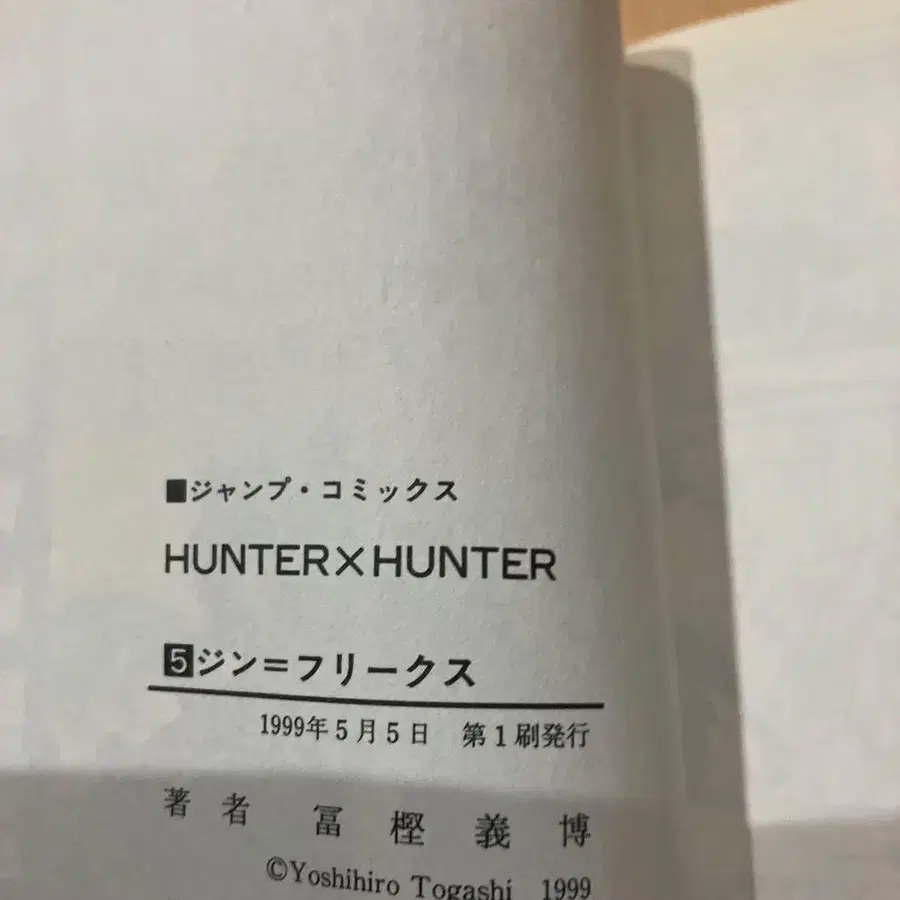 ■ジャンプ・コミックス
HUNTER×HUNTER
5ジン=フリークス
1999年5月5日 第1刷発行
著者 冨樫義博
©Yoshihiro Togashi 1999